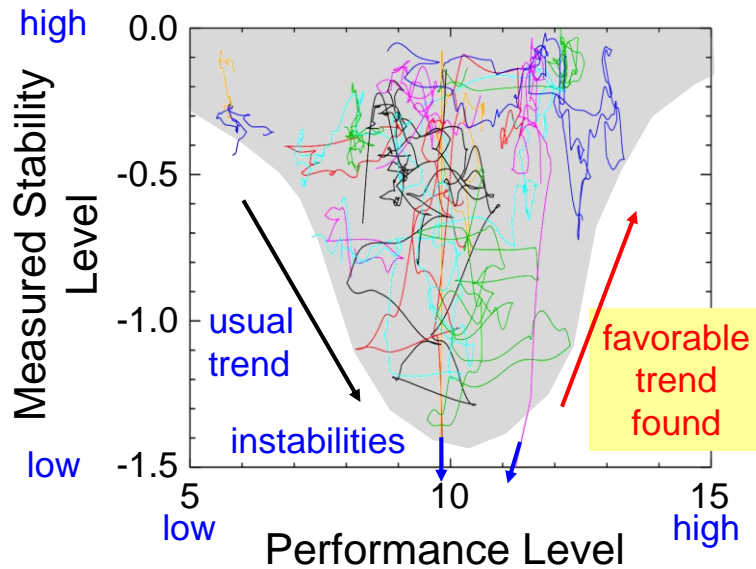 high
0.0
-0.5
-1.0
-1.5
low
Measured Stability
Level
usual
trend
instabilities
favorable
trend
found
5
10
15
low
high
Performance Level